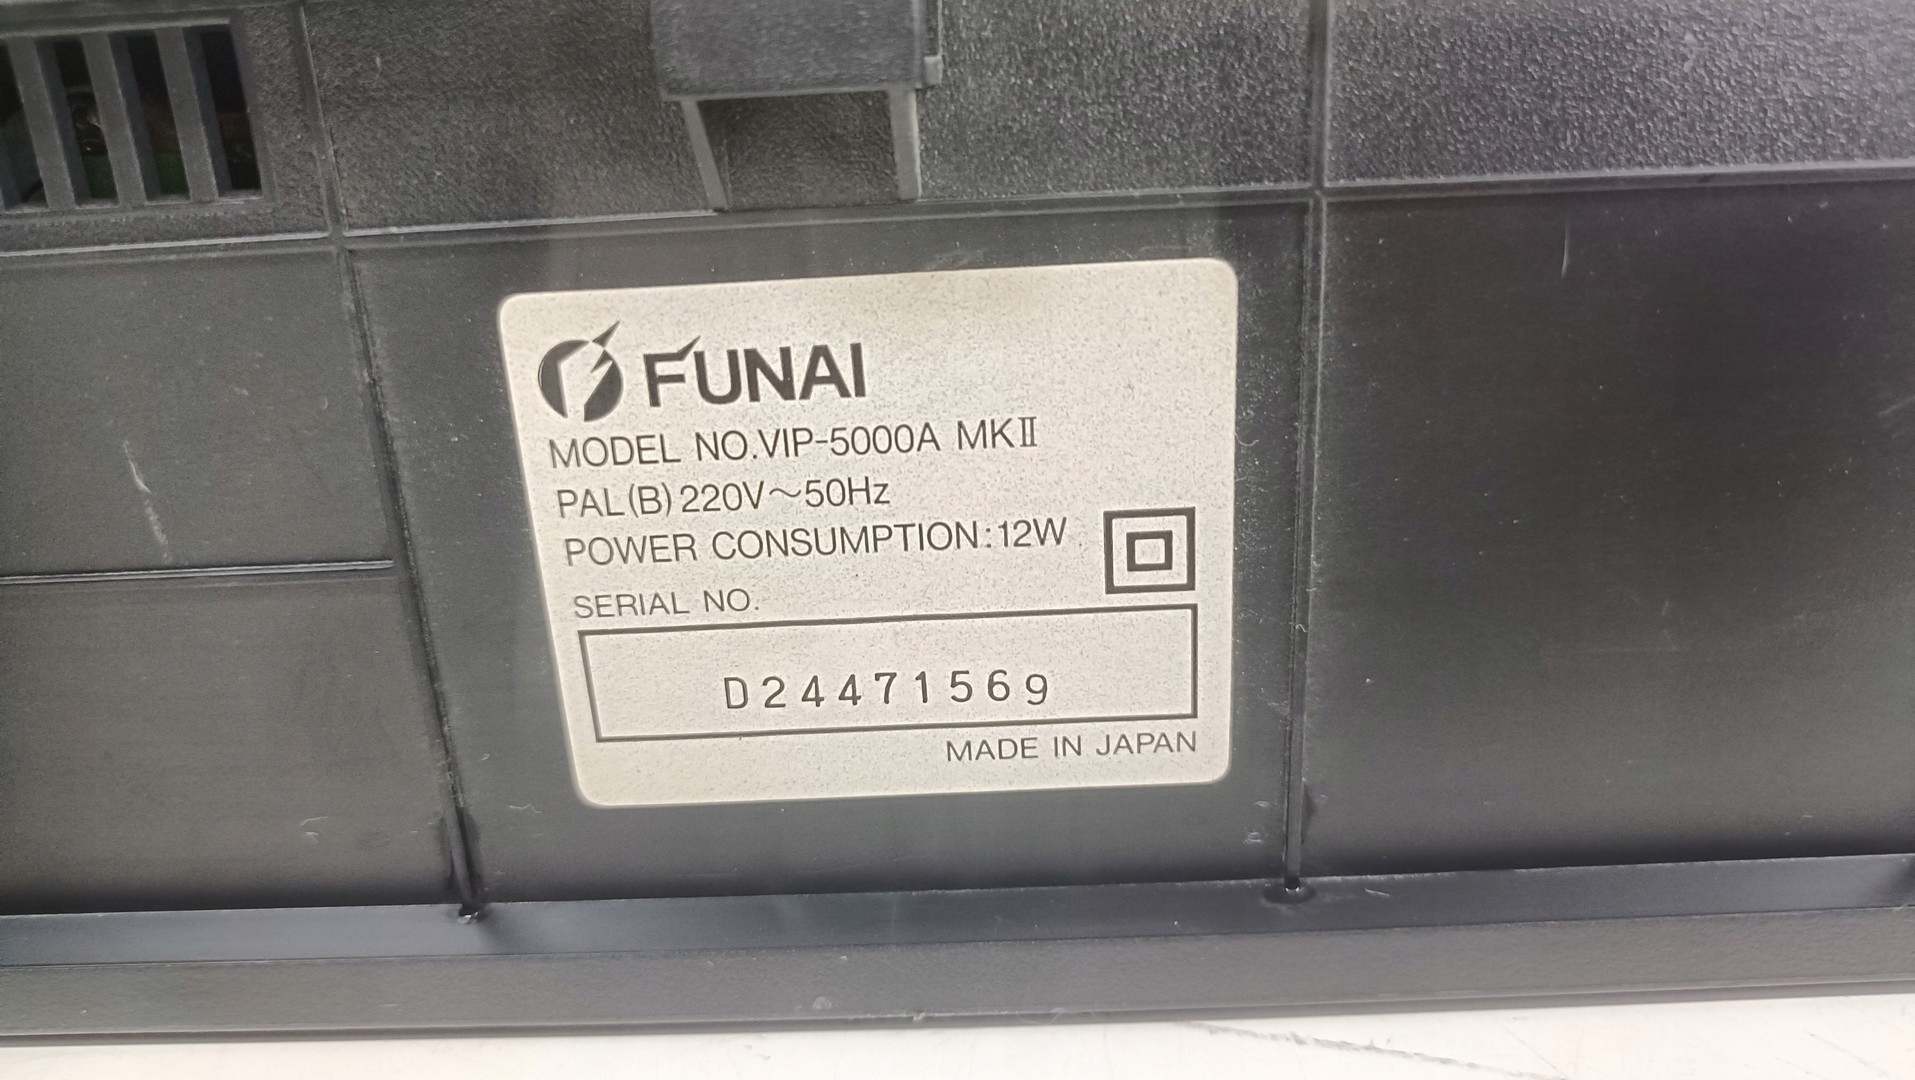 FUNAI
MODEL NO.VIP-5000A MKⅡ
PAL(B)220V～50Hz
POWER CONSUMPTION:12W
SERIAL NO.
D24471569
MADE IN JAPAN